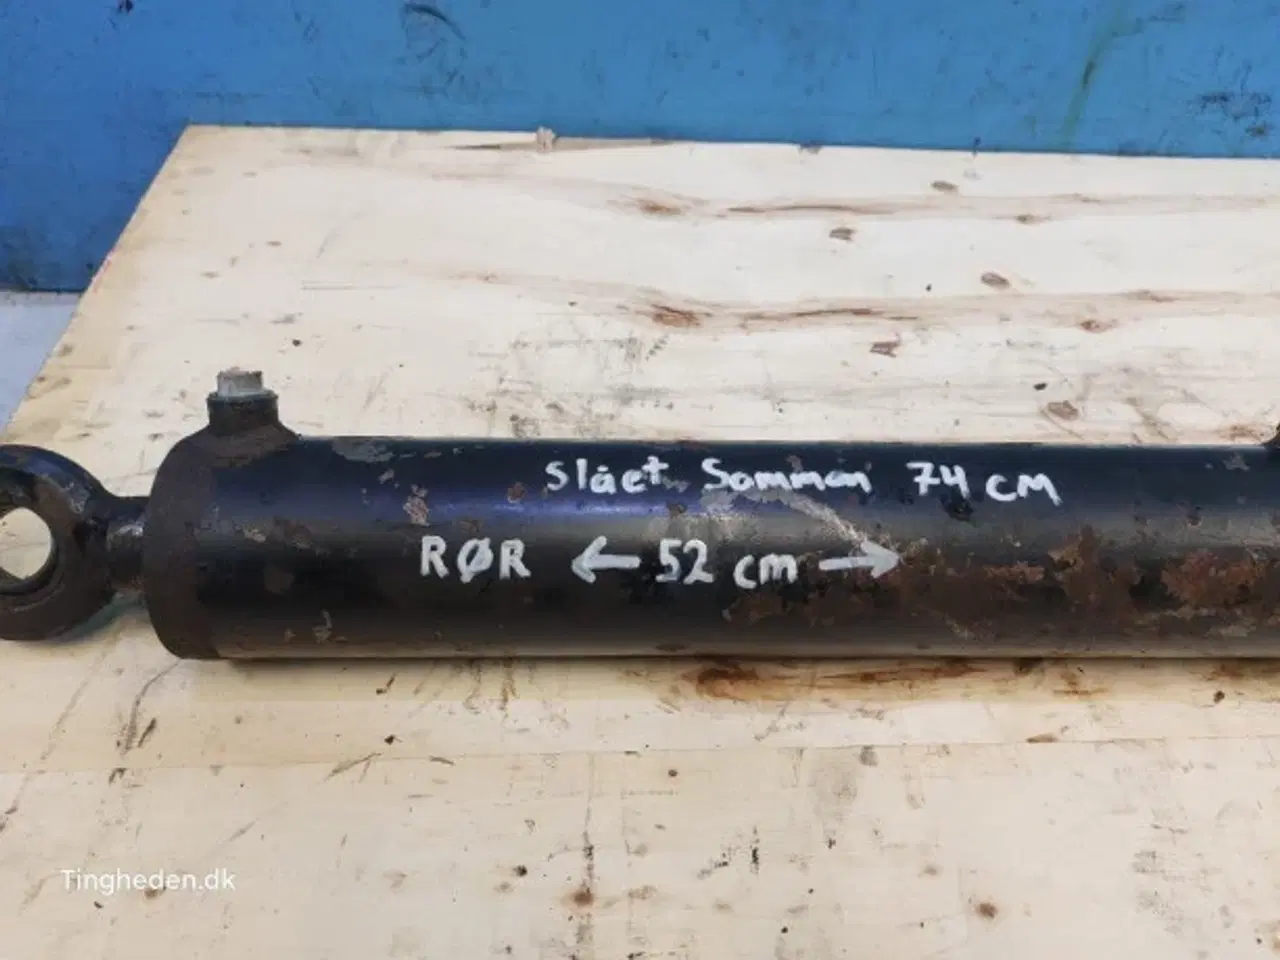 slået Sammen 74 CM
RØR ← 52 cm →
Tingheden.dk